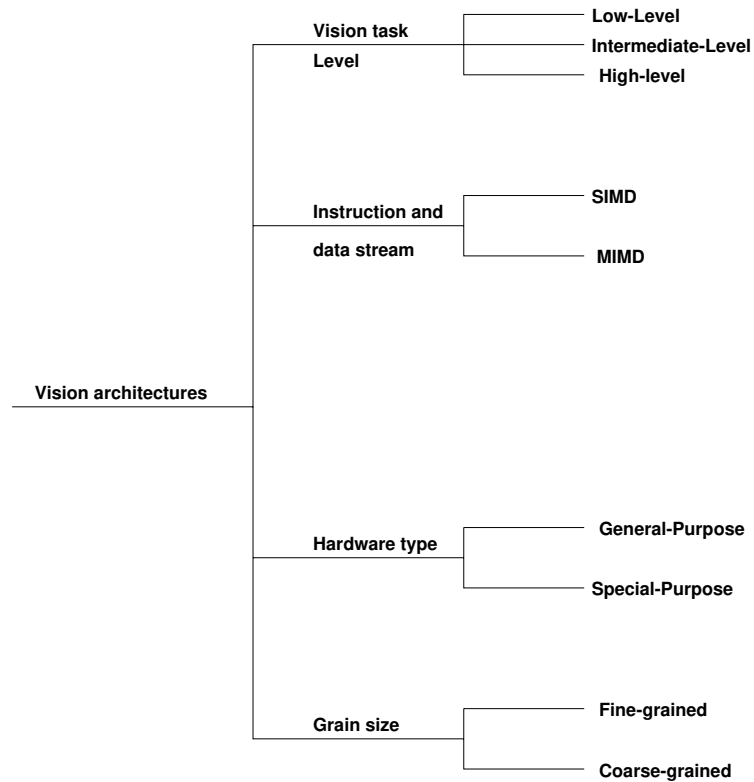 Vision task
Level
Low-Level
Intermediate-Level
High-level
Instruction and
data stream
SIMD
MIMD
Vision architectures
Hardware type
General-Purpose
Special-Purpose
Grain size
Fine-grained
Coarse-grained